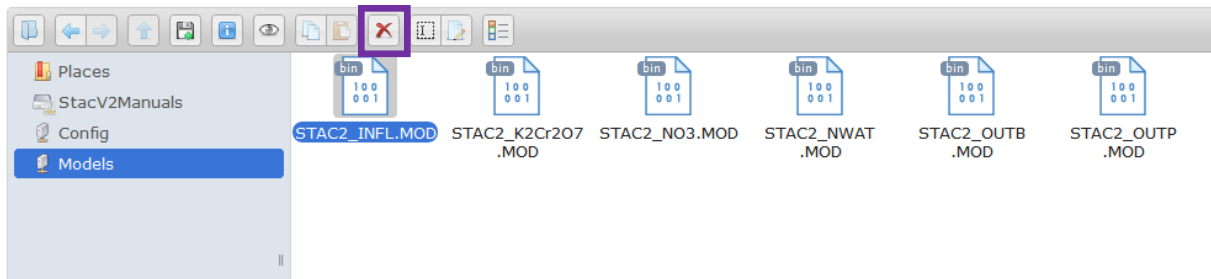 Places
StacV2Manuals
Config
Models
bin bin bin bin bin bin
100 100 100 100 100 100
001 001 001 001 001 001
STAC2_INFL.MOD STAC2_K2Cr2O7 STAC2_NO3.MOD STAC2_NWAT STAC2_OUTB STAC2_OUTP
.MOD .MOD .MOD .MOD